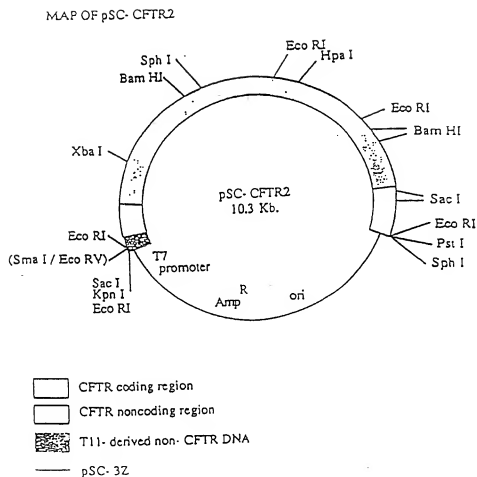 MAP OF pSC- CFTR2
Eco RI
Hpa I
Sph I
Bam HI
Eco RI
Bam HI
Xba I
pSC- CFTR2
10.3 Kb.
Sac I
Eco RI
Pst I
Sph I
Eco RI
(Sma I / Eco RV)
T7
promoter
Sac I
Kpn I
Eco RI
R
Amp
ori
CFTR coding region
CFTR noncoding region
T11- derived non- CFTR DNA
pSC- 3Z